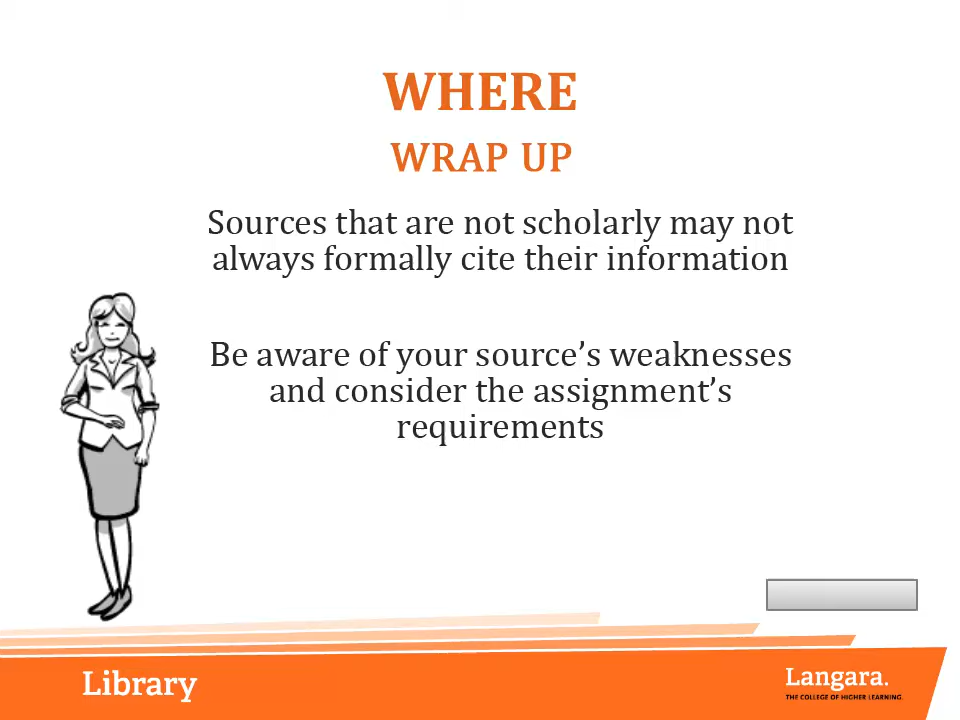 WHERE
WRAP UP
Sources that are not scholarly may not
always formally cite their information
Be aware of your source’s weaknesses
and consider the assignment’s
requirements
Library
Langara.
THE COLLEGE OF HIGHER LEARNING.